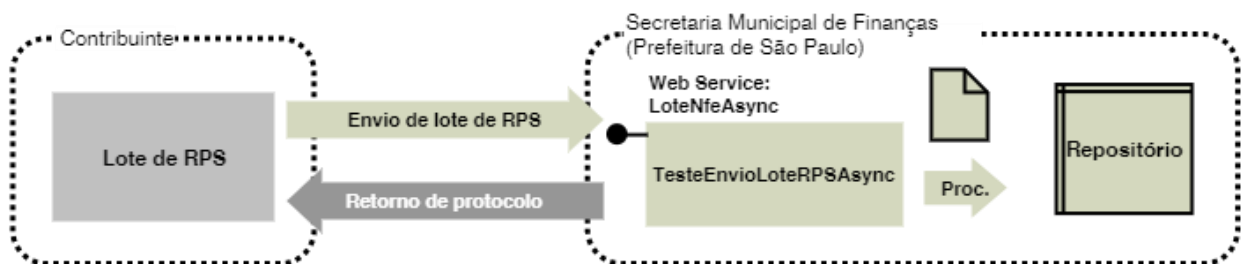 Contribuinte
Secretaria Municipal de Finanças
(Prefeitura de São Paulo)
Web Service:
LoteNfeAsync
Envio de lote de RPS
Lote de RPS
TesteEnvioLoteRPSAsync
Repositório
Proc.
Retorno de protocolo